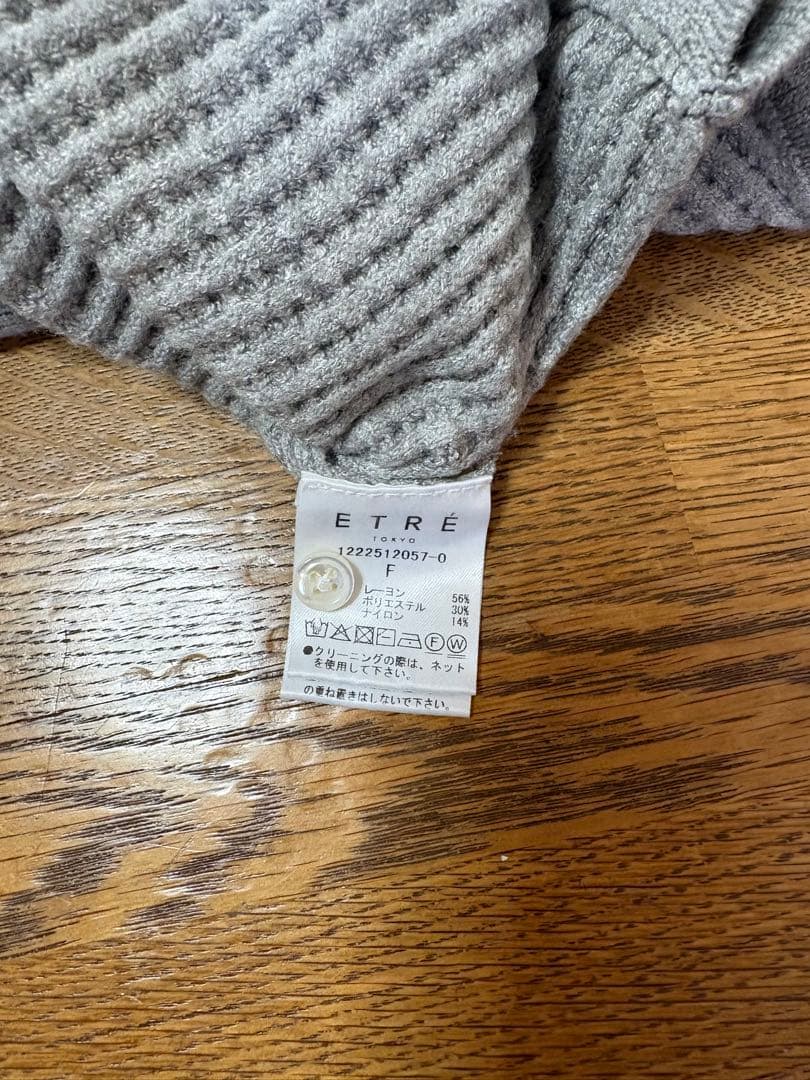 ETRÉ
TOKYO
1222512057-0
F
レーヨン 56%
ポリエステル 30%
ナイロン 14%
F W
●クリーニングの際は、ネット
を使用して下さい。
の重ね置きはしないで下さい。